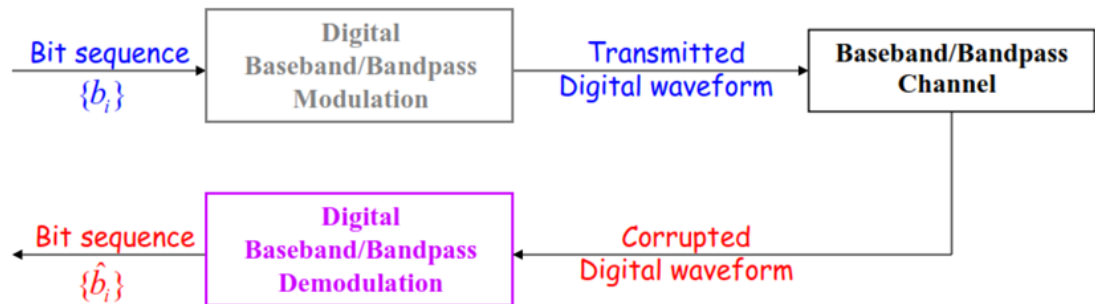 Bit sequence
{b_i}
Digital
Baseband/Bandpass
Modulation
Transmitted
Digital waveform
Baseband/Bandpass
Channel
Bit sequence
{b̂_i}
Digital
Baseband/Bandpass
Demodulation
Corrupted
Digital waveform